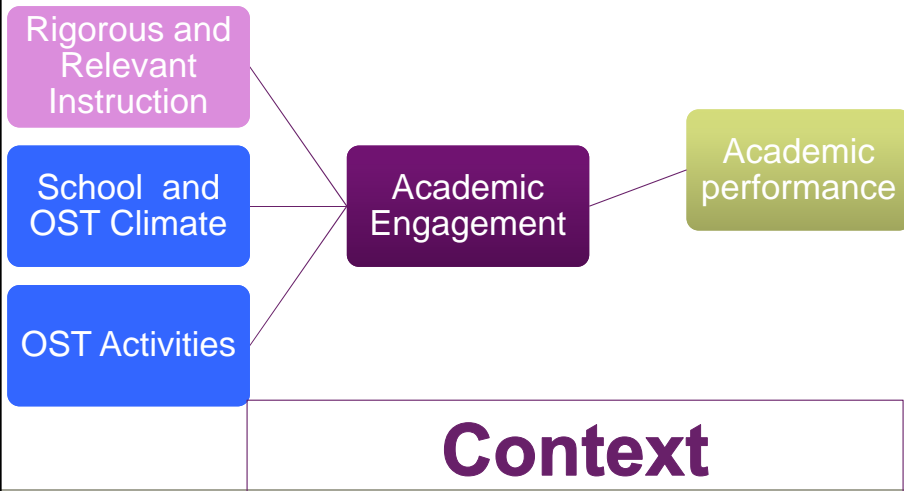 Rigorous and
Relevant
Instruction
School and
OST Climate
OST Activities
Academic
Engagement
Academic
performance
Context